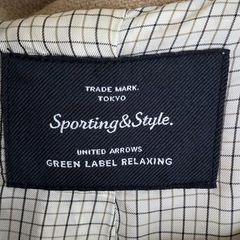 TRADE MARK.
TOKYO
Sporting&Style.
UNITED ARROWS
GREEN LABEL RELAXING